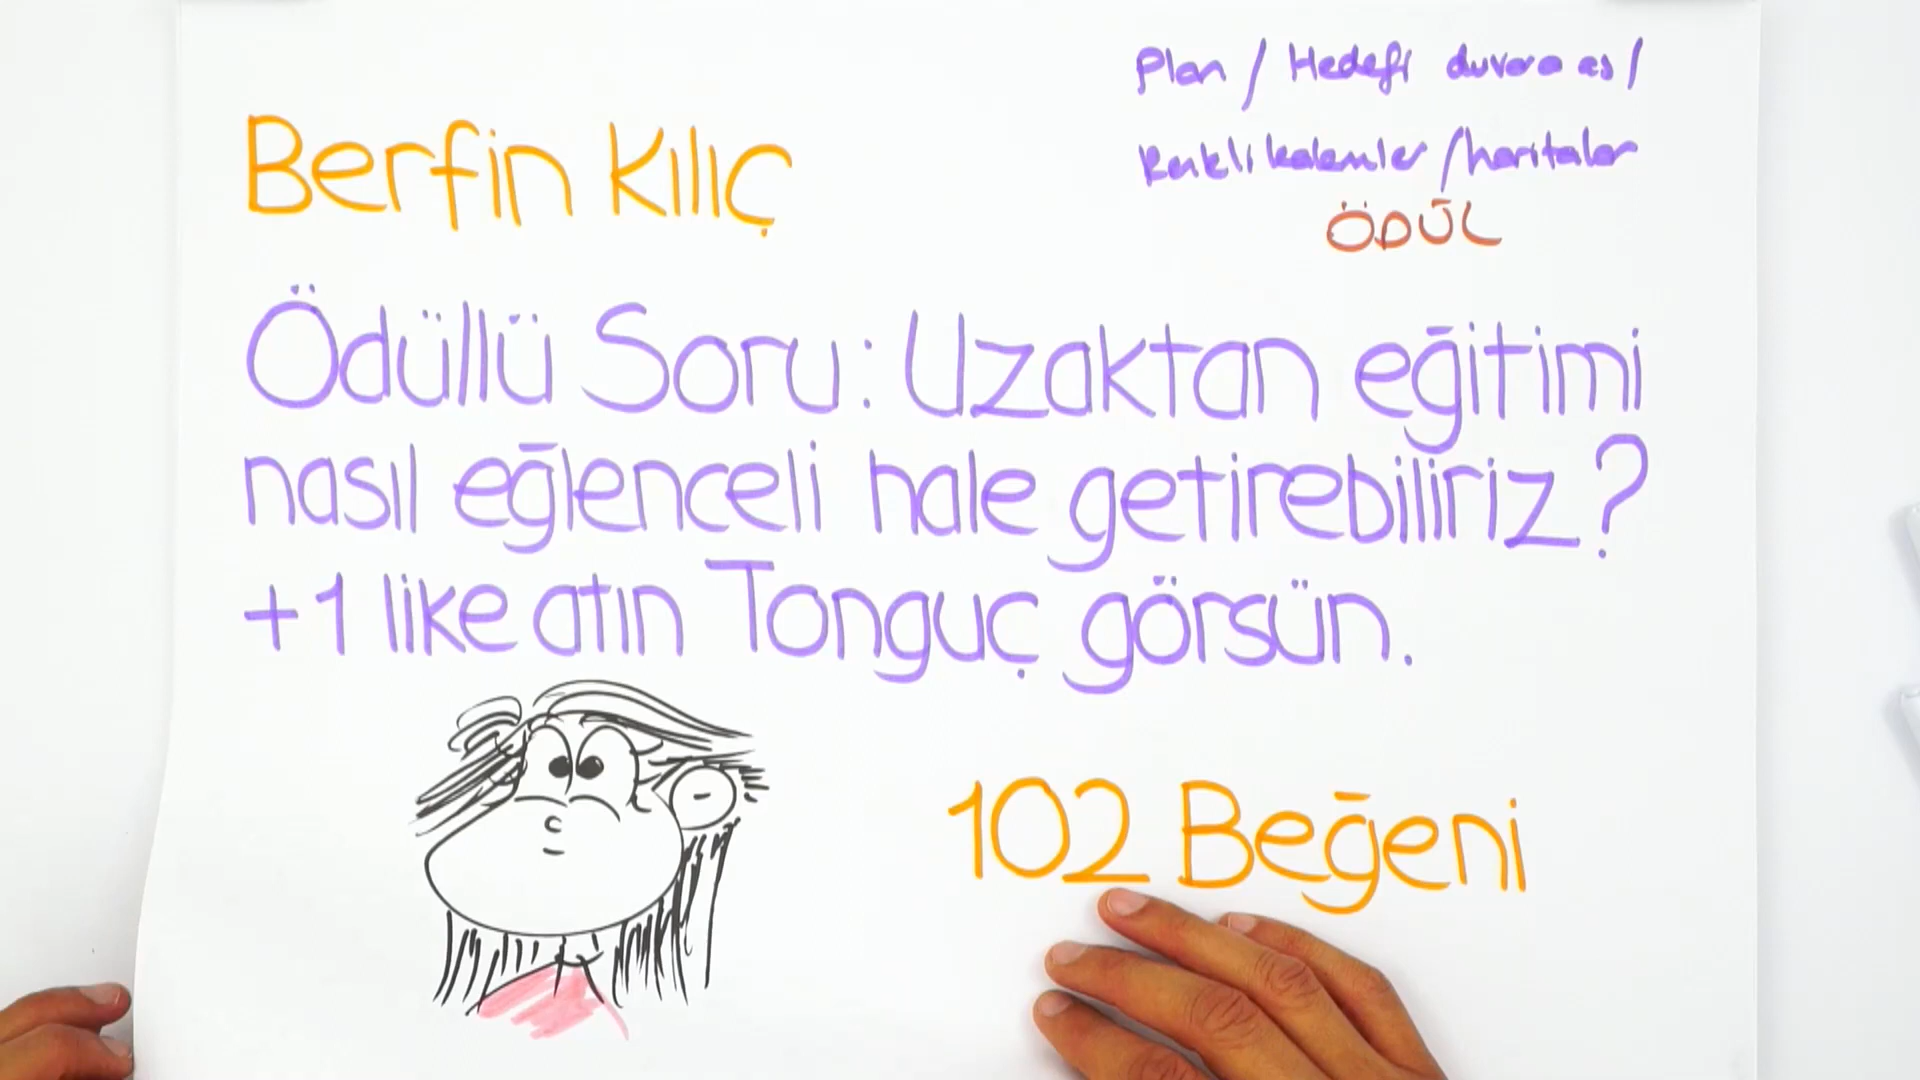 Plan / Hedefi duvara as /
Renkli kalemler / haritalar
ÖDÜL
Berfin Kılıç
Ödüllü Soru: Uzaktan eğitimi
nasıl eğlenceli hale getirebiliriz?
+1 like atın Tonguç görsün.
102 Beğeni